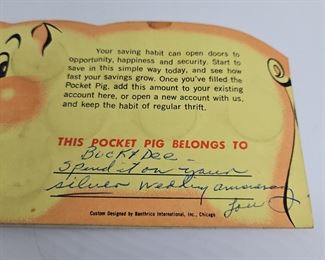 Your saving habit can open doors to
opportunity, happiness and security. Start to
save in this simple way today, and see how
fast your savings grow. Once you've filled the
Pocket Pig, add this amount to your existing
account here, or open a new account with us,
and keep the habit of regular thrift.
THIS POCKET PIG BELONGS TO
Buck & Dee -
Spend it on your
silver wedding anniversary
Custom Designed by Banthrico International, Inc., Chicago